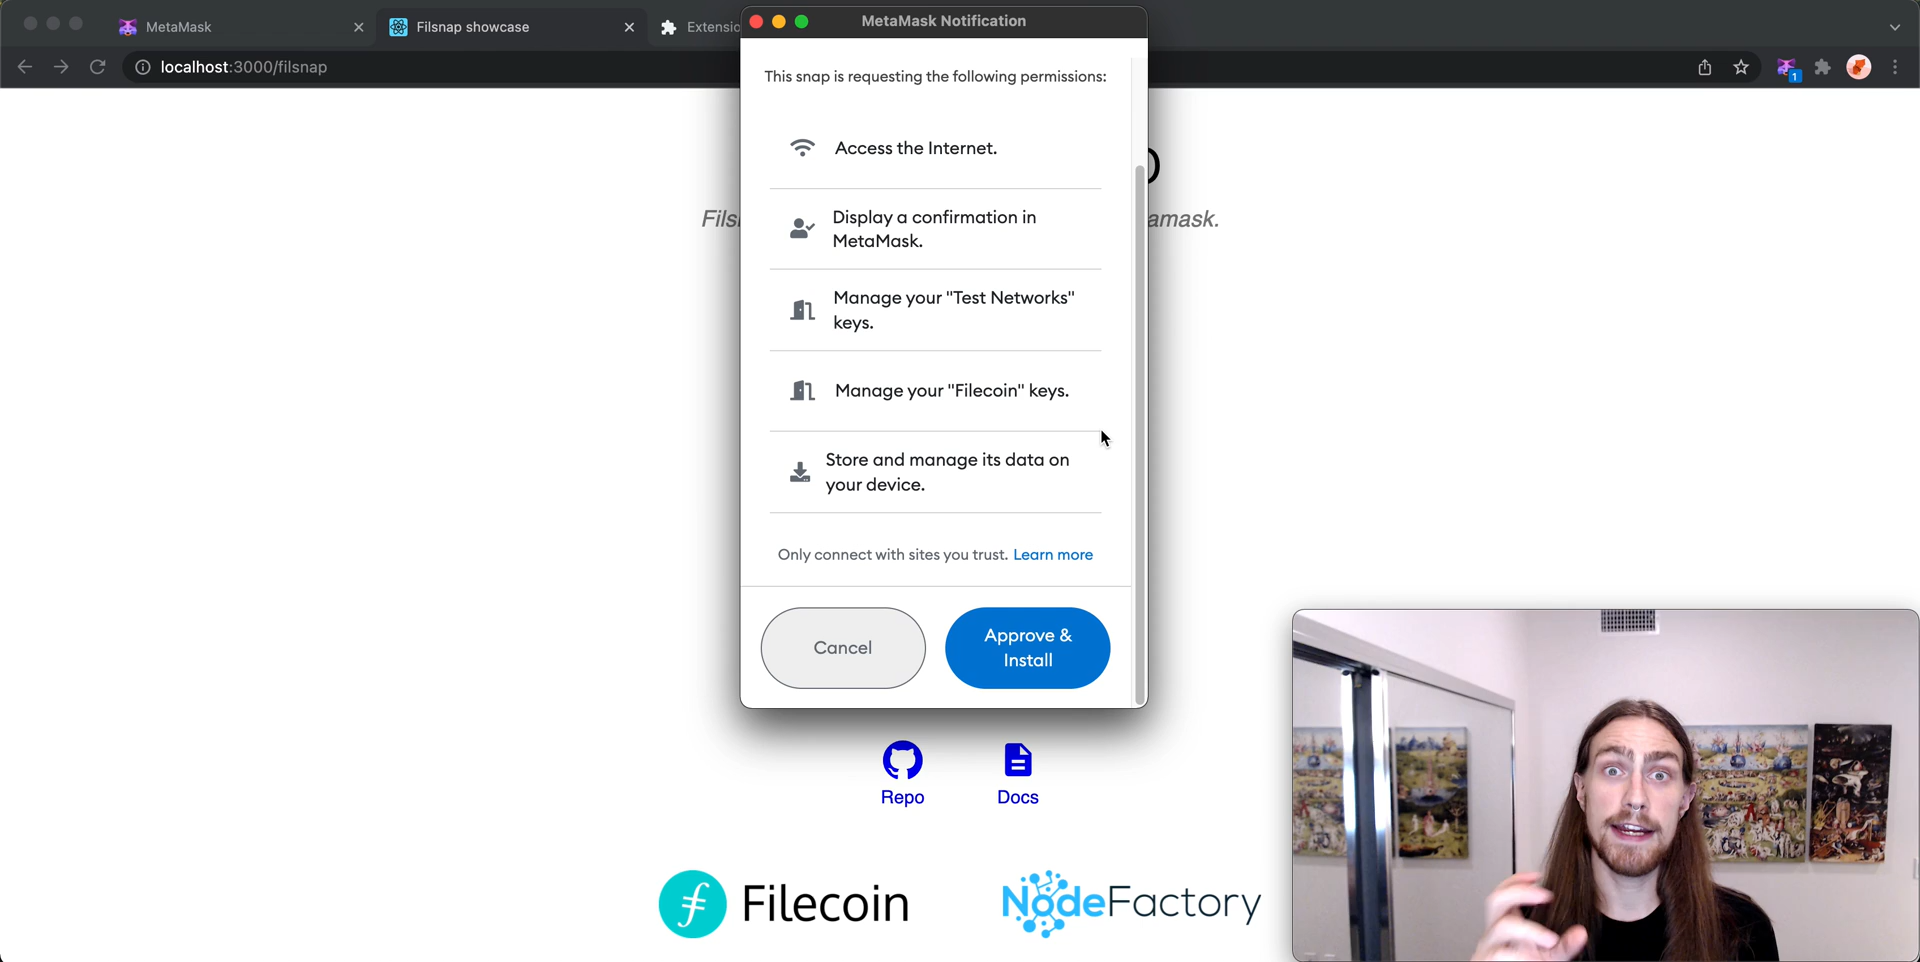 MetaMask
Filsnap showcase
Extensio
MetaMask Notification
localhost:3000/filsnap
1
This snap is requesting the following permissions:
Access the Internet.
Display a confirmation in
MetaMask.
Manage your "Test Networks"
keys.
Manage your "Filecoin" keys.
Store and manage its data on
your device.
Only connect with sites you trust. Learn more
Cancel
Approve &
Install
Fils
amask.
Repo
Docs
Filecoin
NodeFactory